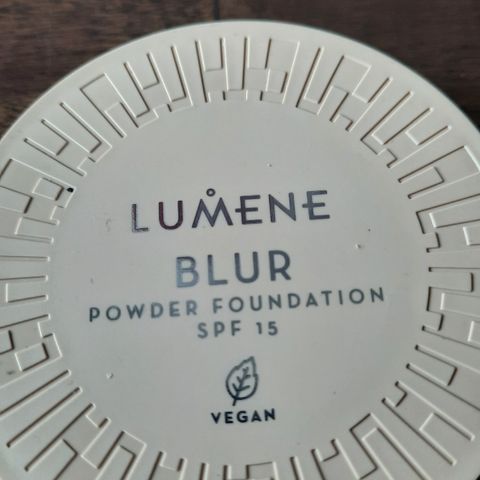 LUMENE
BLUR
POWDER FOUNDATION
SPF 15
VEGAN